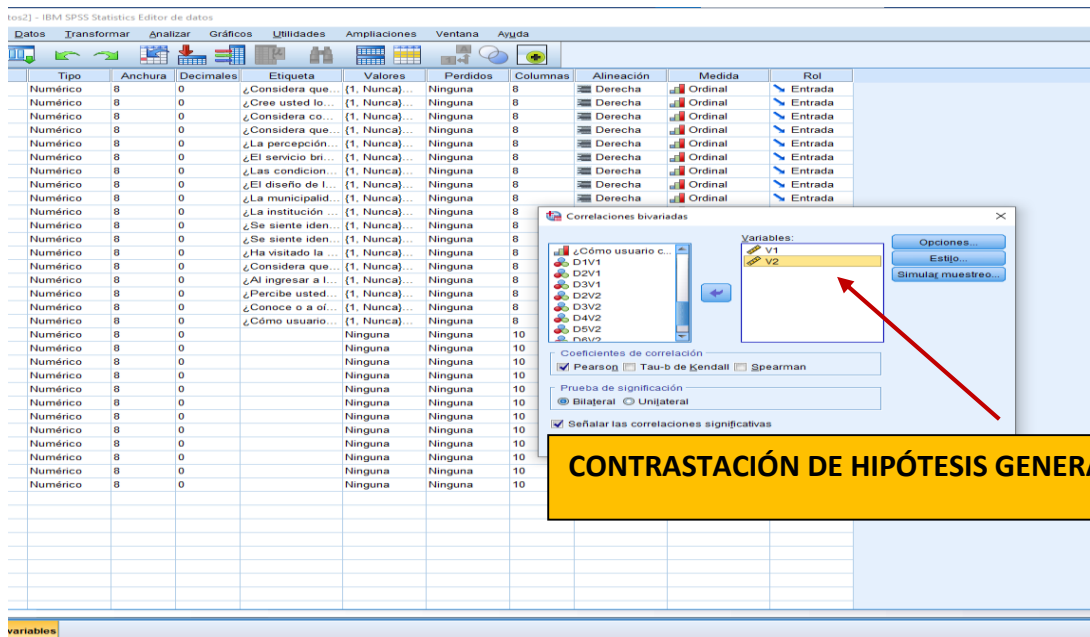 tos2] - IBM SPSS Statistics Editor de datos
Datos Transformar Analizar Gráficos Utilidades Ampliaciones Ventana Ayuda
Tipo Anchura Decimales Etiqueta Valores Perdidos Columnas Alineación Medida Rol
Numérico 8 0 ¿Considera que... {1, Nunca}... Ninguna 8 Derecha Ordinal Entrada
Numérico 8 0 ¿Cree usted lo... {1, Nunca}... Ninguna 8 Derecha Ordinal Entrada
Numérico 8 0 ¿Considera co... {1, Nunca}... Ninguna 8 Derecha Ordinal Entrada
Numérico 8 0 ¿Considera que... {1, Nunca}... Ninguna 8 Derecha Ordinal Entrada
Numérico 8 0 ¿La percepción... {1, Nunca}... Ninguna 8 Derecha Ordinal Entrada
Numérico 8 0 ¿El servicio bri... {1, Nunca}... Ninguna 8 Derecha Ordinal Entrada
Numérico 8 0 ¿Las condicion... {1, Nunca}... Ninguna 8 Derecha Ordinal Entrada
Numérico 8 0 ¿El diseño de l... {1, Nunca}... Ninguna 8 Derecha Ordinal Entrada
Numérico 8 0 ¿La municipalid... {1, Nunca}... Ninguna 8 Derecha Ordinal Entrada
Numérico 8 0 ¿La institución ... {1, Nunca}... Ninguna 8
Numérico 8 0 ¿Se siente iden... {1, Nunca}... Ninguna 8
Numérico 8 0 ¿Se siente iden... {1, Nunca}... Ninguna 8
Numérico 8 0 ¿Ha visitado la ... {1, Nunca}... Ninguna 8
Numérico 8 0 ¿Considera que... {1, Nunca}... Ninguna 8
Numérico 8 0 ¿Al ingresar a l... {1, Nunca}... Ninguna 8
Numérico 8 0 ¿Percibe usted... {1, Nunca}... Ninguna 8
Numérico 8 0 ¿Conoce o a oí... {1, Nunca}... Ninguna 8
Numérico 8 0 ¿Cómo usuario... {1, Nunca}... Ninguna 8
Numérico 8 0 Ninguna Ninguna 10
Numérico 8 0 Ninguna Ninguna 10
Numérico 8 0 Ninguna Ninguna 10
Numérico 8 0 Ninguna Ninguna 10
Numérico 8 0 Ninguna Ninguna 10
Numérico 8 0 Ninguna Ninguna 10
Numérico 8 0 Ninguna Ninguna 10
Numérico 8 0 Ninguna Ninguna 10
Numérico 8 0 Ninguna Ninguna 10
Numérico 8 0 Ninguna Ninguna 10
Numérico 8 0 Ninguna Ninguna 10
Numérico 8 0 Ninguna Ninguna 10
Correlaciones bivariadas
Variables:
¿Cómo usuario c...
D1V1
D2V1
D3V1
D2V2
D3V2
D4V2
D5V2
D6V2
V1
V2
Opciones...
Estilo...
Simular muestreo...
Coeficientes de correlación
Pearson Tau-b de Kendall Spearman
Prueba de significación
Bilateral Unilateral
Señalar las correlaciones significativas
CONTRASTACIÓN DE HIPÓTESIS GENERA
variables